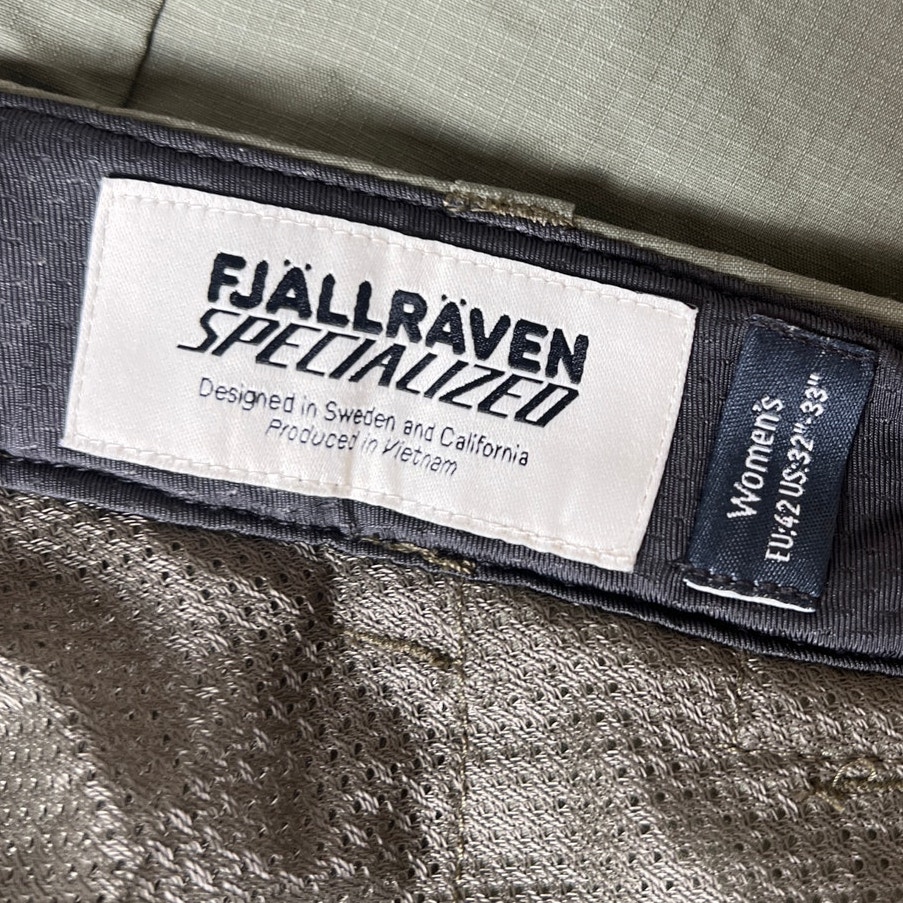 FJÄLLRÄVEN
SPECIALIZED
Designed in Sweden and California
Produced in Vietnam
Women's
EU:42 US:32"-33"